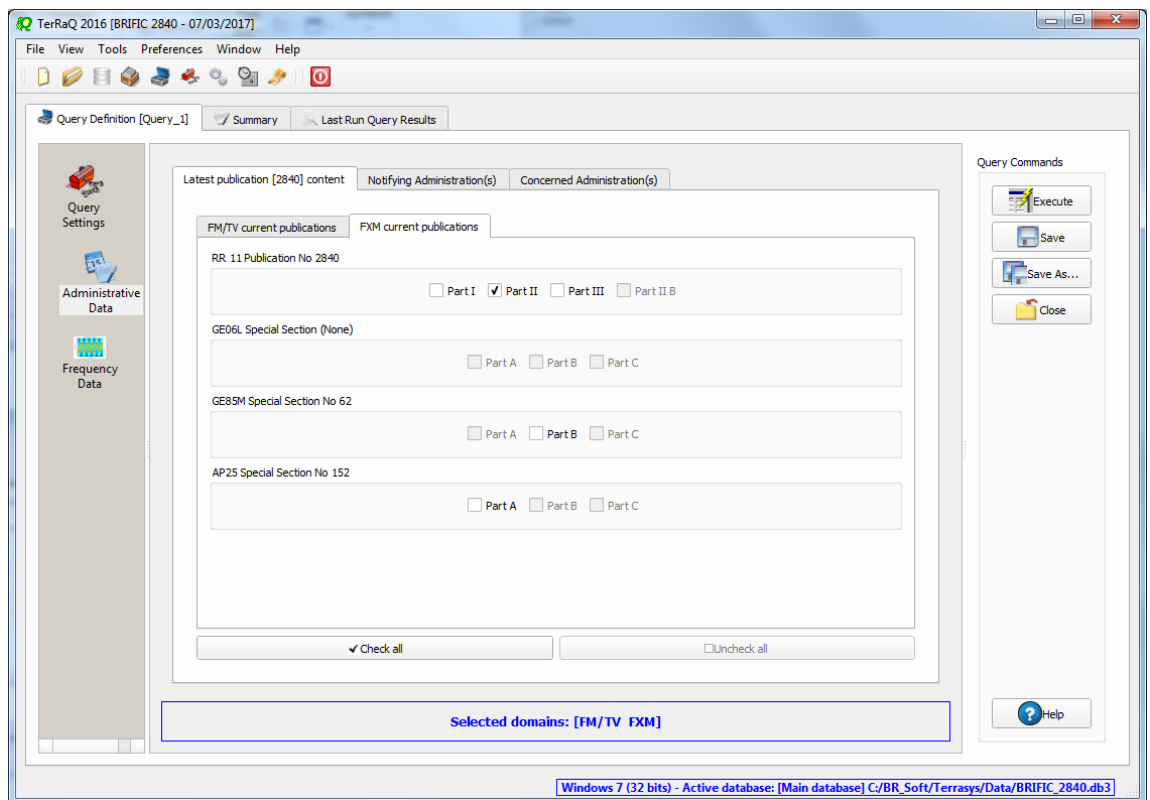 TerRaQ 2016 [BRIFIC 2840 - 07/03/2017]
File View Tools Preferences Window Help
Query Definition [Query_1] Summary Last Run Query Results
Query Settings
Administrative Data
Frequency Data
Latest publication [2840] content Notifying Administration(s) Concerned Administration(s)
FM/TV current publications FXM current publications
RR 11 Publication No 2840
Part I Part II Part III Part II B
GE06L Special Section (None)
Part A Part B Part C
GE85M Special Section No 62
Part A Part B Part C
AP25 Special Section No 152
Part A Part B Part C
Check all Uncheck all
Selected domains: [FM/TV FXM]
Query Commands
Execute
Save
Save As...
Close
Help
Windows 7 (32 bits) - Active database: [Main database] C:/BR_Soft/Terrasys/Data/BRIFIC_2840.db3